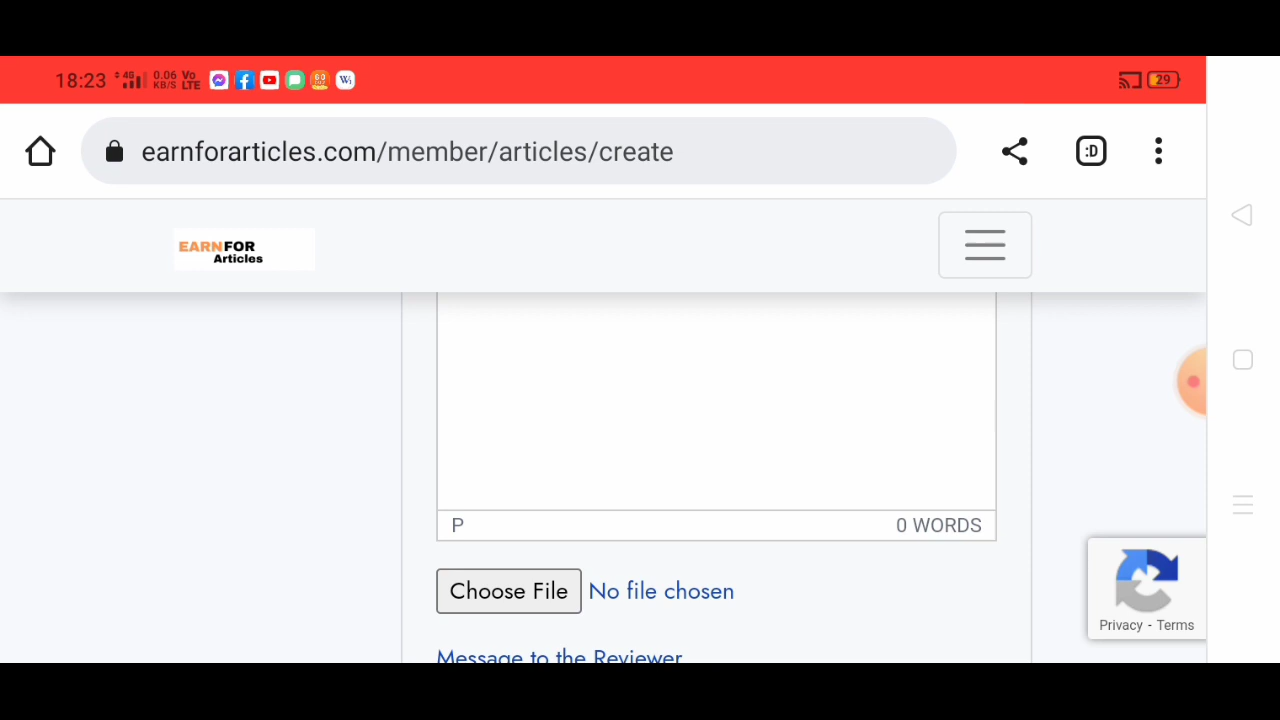 18:23 4G 0.06 KB/S Vo LTE 29
earnforarticles.com/member/articles/create :D
EARNFOR
Articles
P 0 WORDS
Choose File No file chosen
Privacy - Terms
Message to the Reviewer